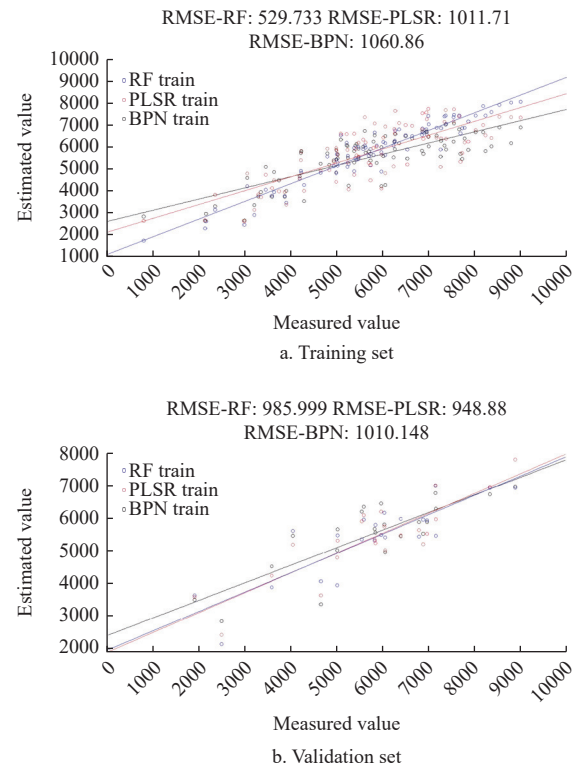 RMSE-RF: 529.733 RMSE-PLSR: 1011.71
RMSE-BPN: 1060.86
10000
9000
8000
7000
6000
5000
4000
3000
2000
1000
Estimated value
RF train
PLSR train
BPN train
0 1000 2000 3000 4000 5000 6000 7000 8000 9000 10000
Measured value
a. Training set
RMSE-RF: 985.999 RMSE-PLSR: 948.88
RMSE-BPN: 1010.148
8000
7000
6000
5000
4000
3000
2000
Estimated value
RF train
PLSR train
BPN train
0 1000 2000 3000 4000 5000 6000 7000 8000 9000 10000
Measured value
b. Validation set